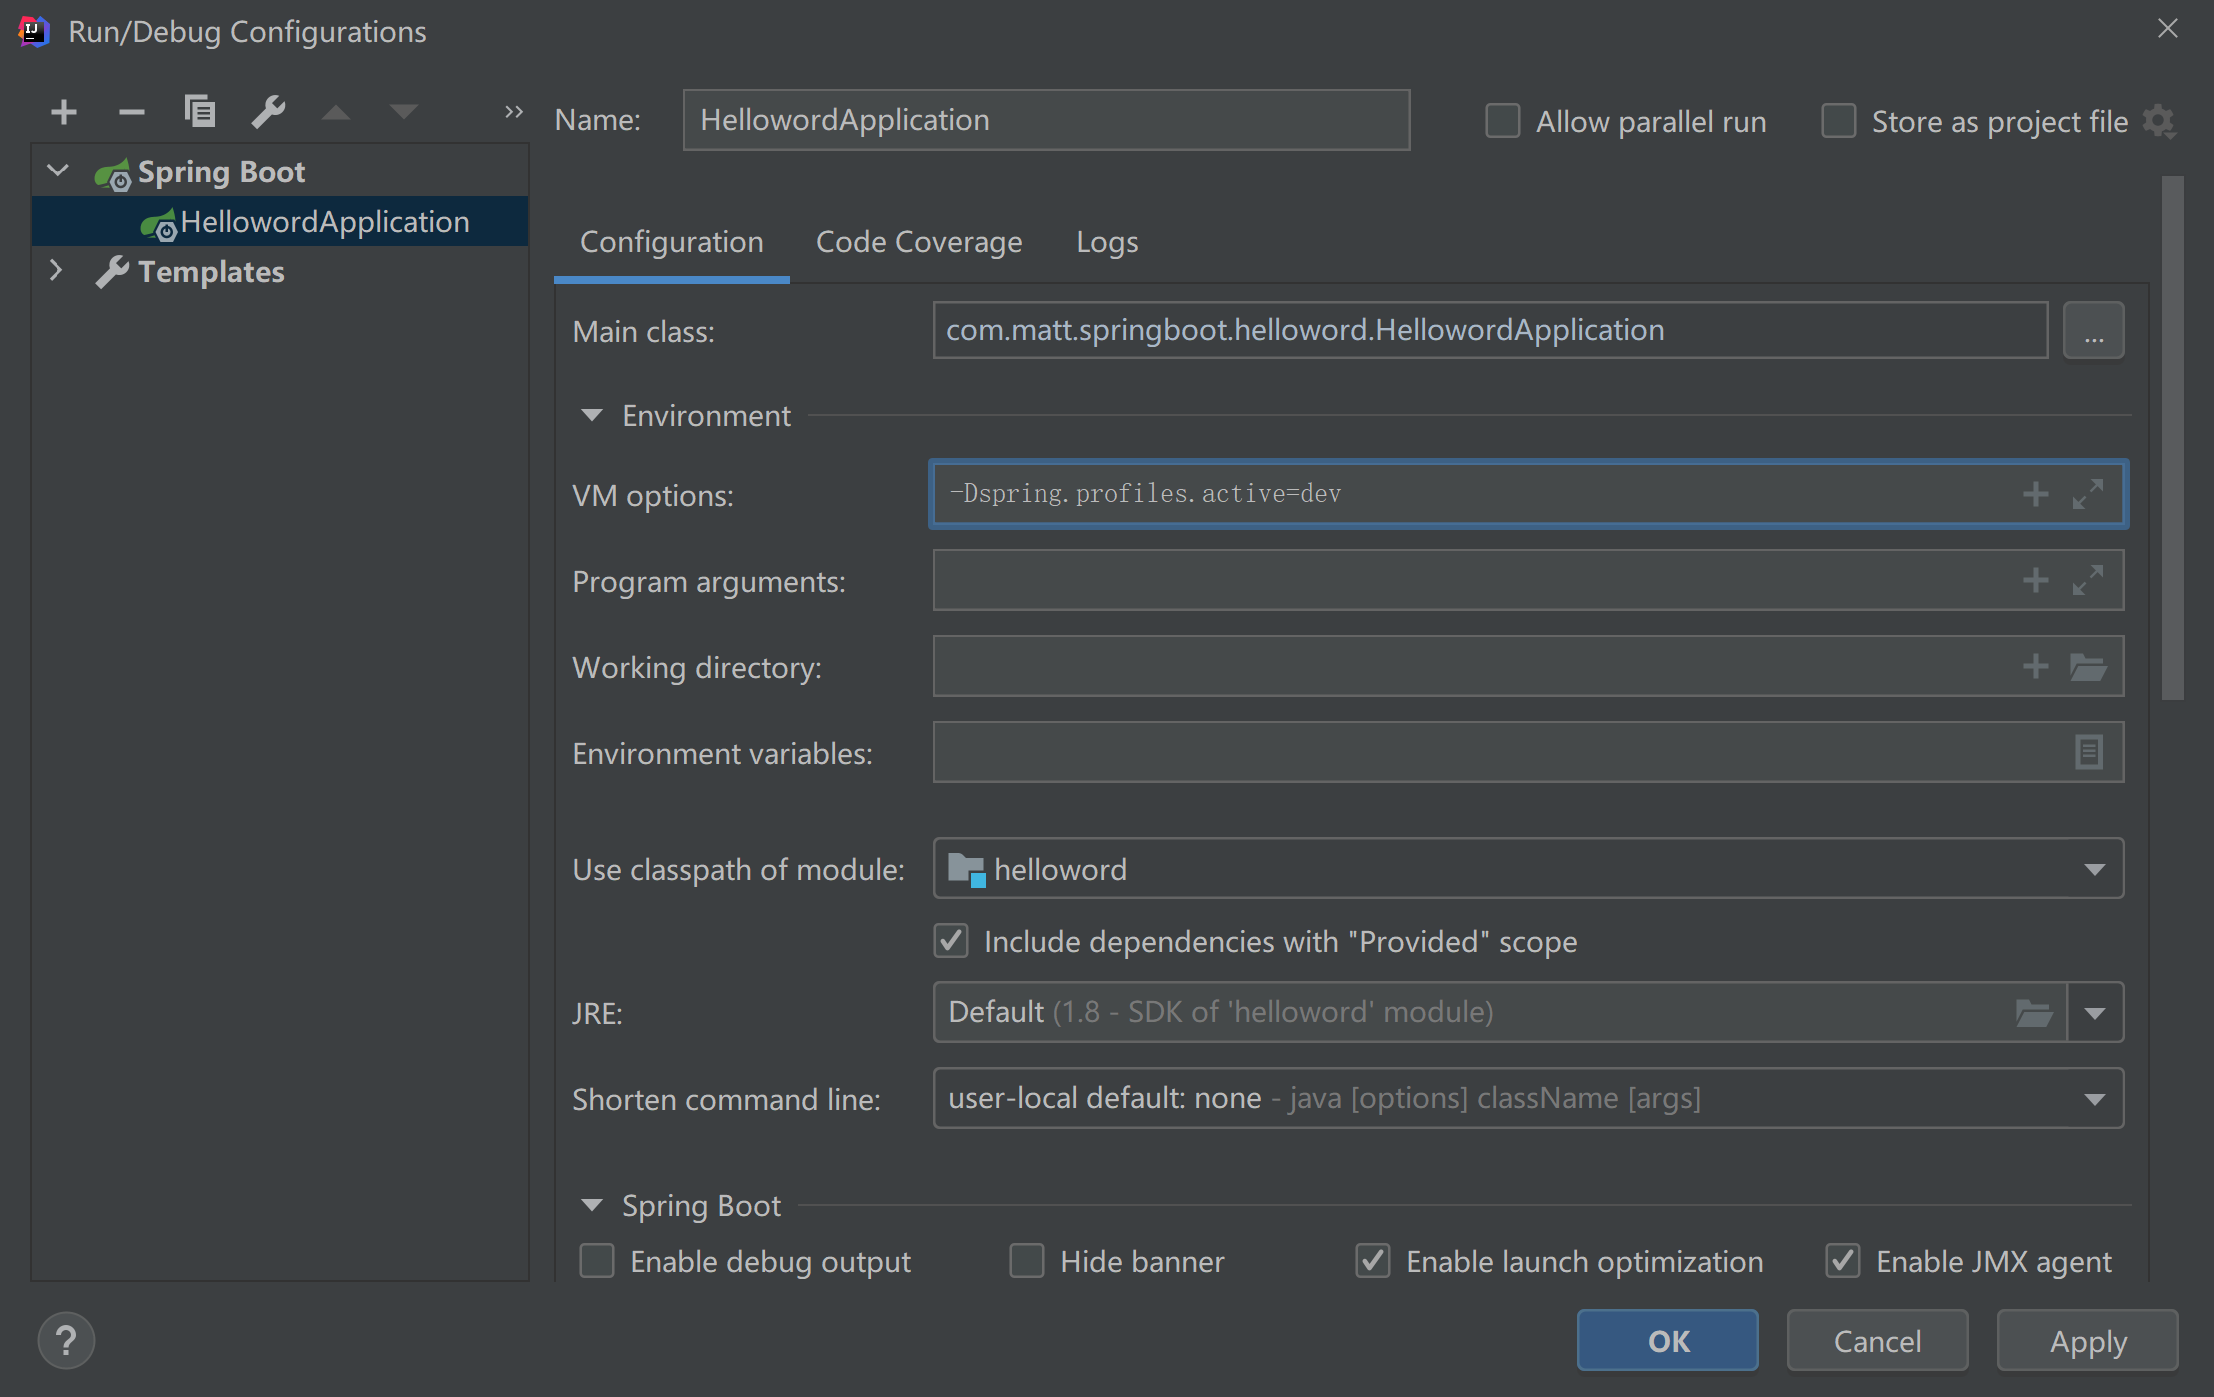 Run/Debug Configurations
Name: HellowordApplication Allow parallel run Store as project file
Spring Boot
HellowordApplication
Templates
Configuration Code Coverage Logs
Main class: com.matt.springboot.helloword.HellowordApplication ...
Environment
VM options: -Dspring.profiles.active=dev
Program arguments:
Working directory:
Environment variables:
Use classpath of module: helloword
Include dependencies with "Provided" scope
JRE: Default (1.8 - SDK of 'helloword' module)
Shorten command line: user-local default: none - java [options] className [args]
Spring Boot
Enable debug output Hide banner Enable launch optimization Enable JMX agent
? OK Cancel Apply